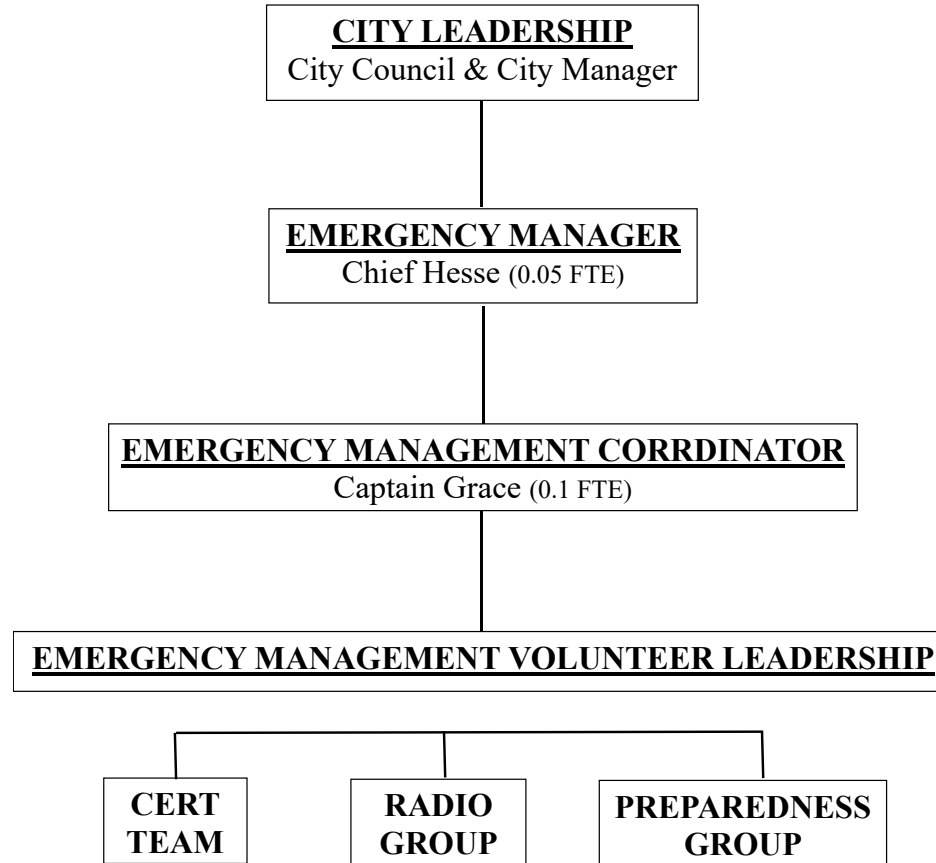 CITY LEADERSHIP
City Council & City Manager
EMERGENCY MANAGER
Chief Hesse (0.05 FTE)
EMERGENCY MANAGEMENT CORRDINATOR
Captain Grace (0.1 FTE)
EMERGENCY MANAGEMENT VOLUNTEER LEADERSHIP
CERT
TEAM
RADIO
GROUP
PREPAREDNESS
GROUP